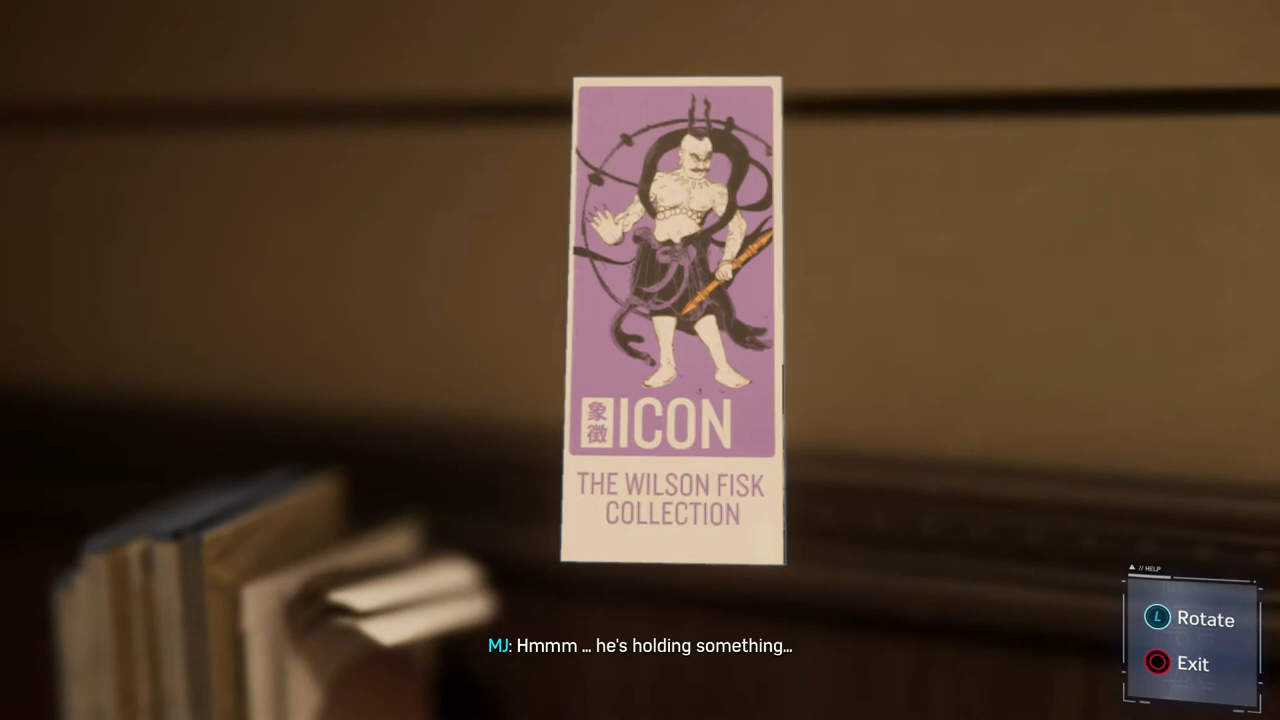 象
徵
ICON
THE WILSON FISK
COLLECTION
MJ: Hmmm ... he's holding something...
// HELP
L Rotate
Exit